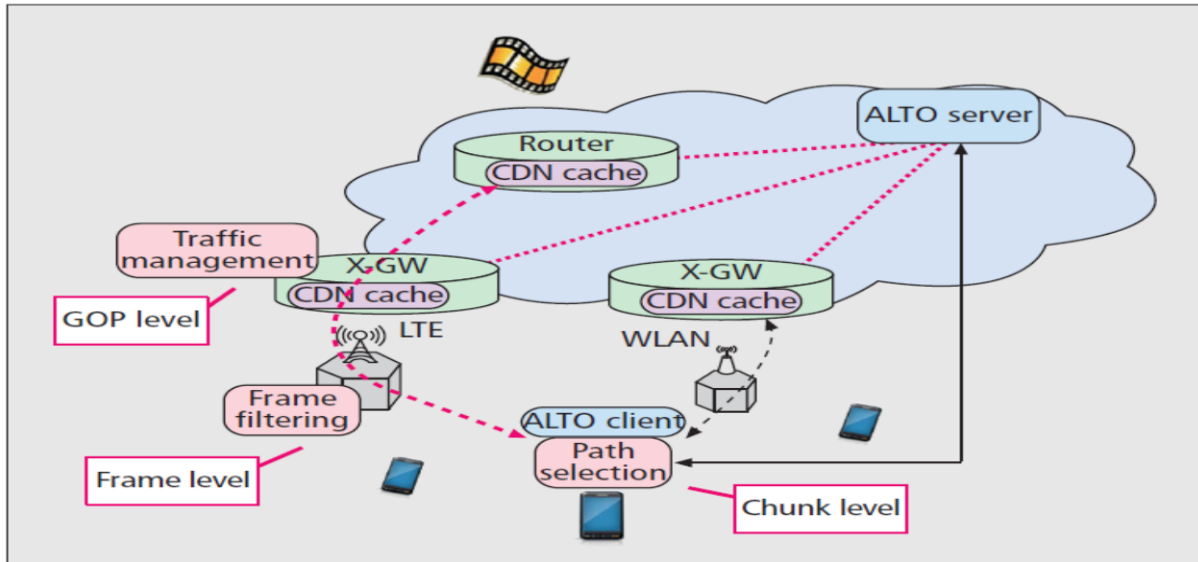 ALTO server
Router
CDN cache
Traffic
management
X-GW
CDN cache
X-GW
CDN cache
GOP level
LTE
WLAN
Frame
filtering
ALTO client
Path
selection
Frame level
Chunk level